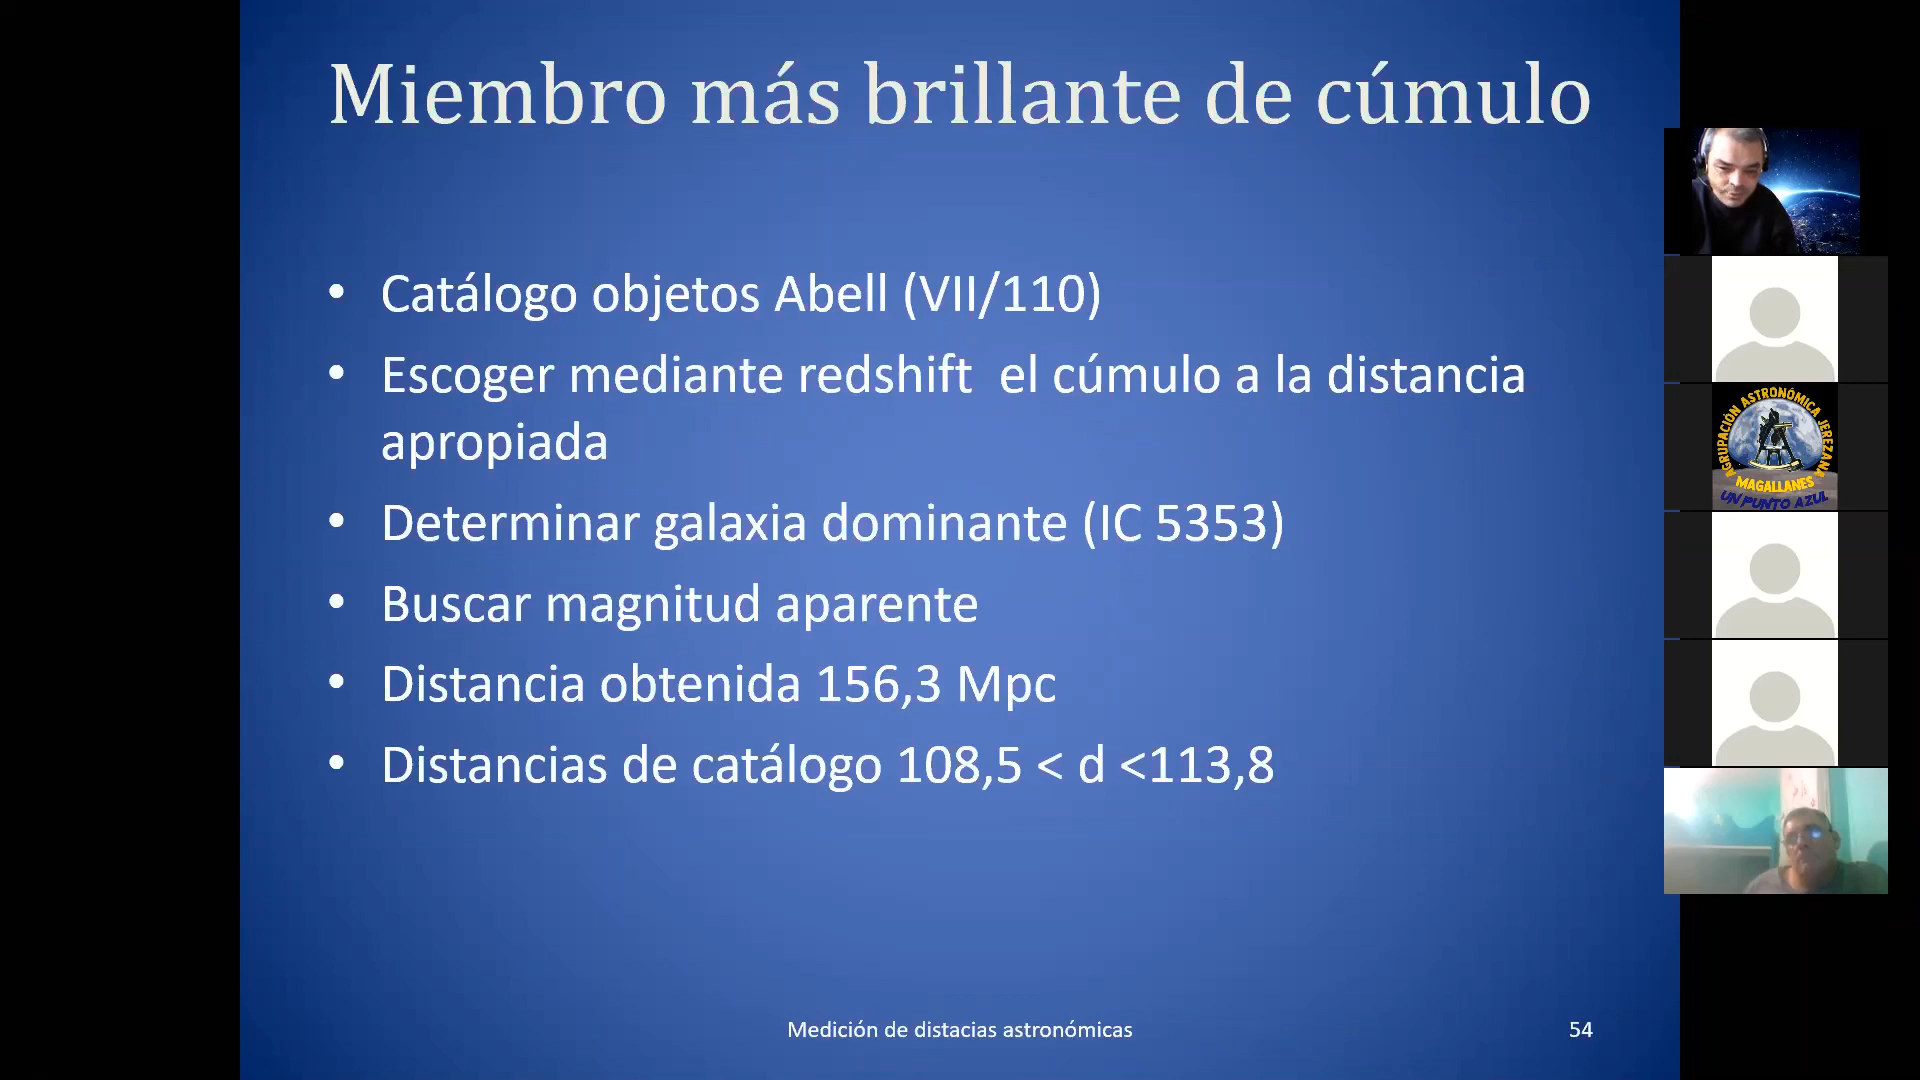 Miembro más brillante de cúmulo
• Catálogo objetos Abell (VII/110)
• Escoger mediante redshift  el cúmulo a la distancia
apropiada
• Determinar galaxia dominante (IC 5353)
• Buscar magnitud aparente
• Distancia obtenida 156,3 Mpc
• Distancias de catálogo 108,5 < d <113,8
Medición de distacias astronómicas
54
AGRUPACIÓN ASTRONÓMICA JEREZANA
MAGALLANES
UN PUNTO AZUL